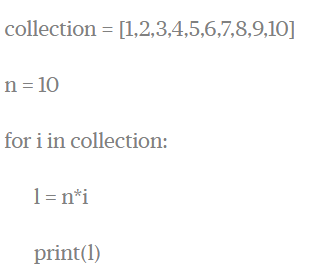 collection = [1,2,3,4,5,6,7,8,9,10]
n = 10
for i in collection:
l = n*i
print(l)